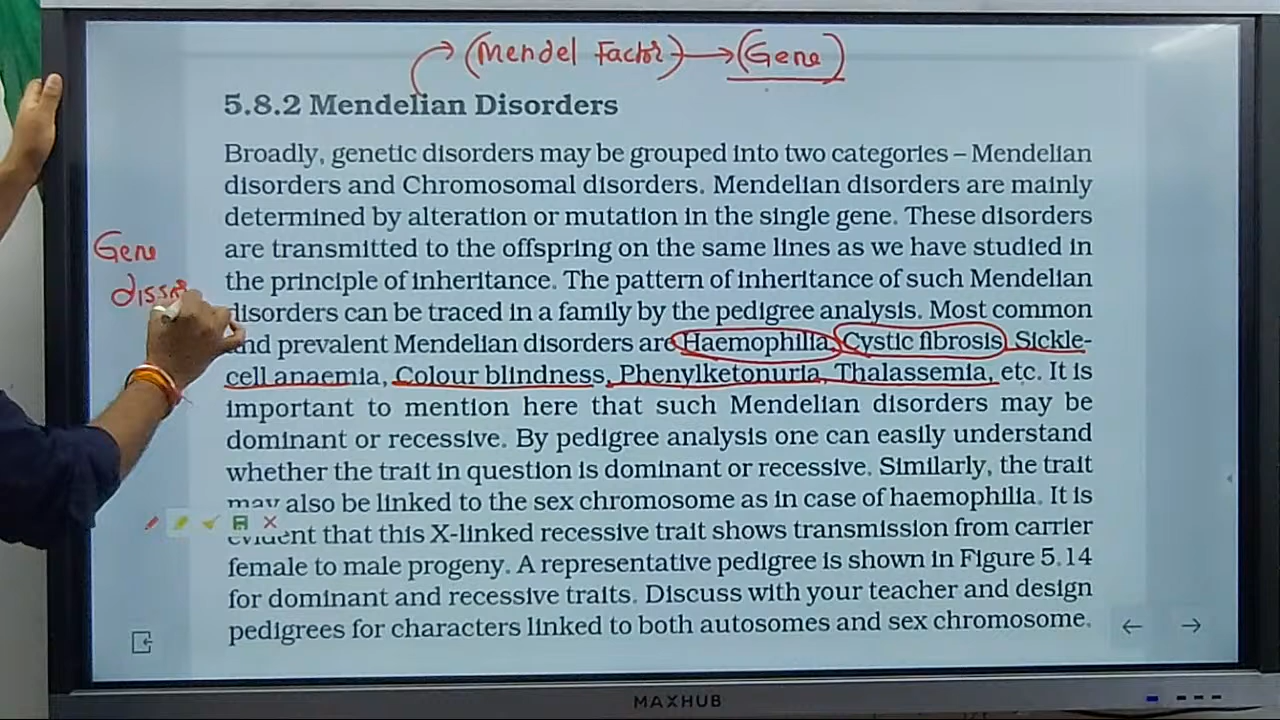 (Mendel Factor) → (Gene)
5.8.2 Mendelian Disorders
Broadly, genetic disorders may be grouped into two categories – Mendelian
disorders and Chromosomal disorders. Mendelian disorders are mainly
determined by alteration or mutation in the single gene. These disorders
are transmitted to the offspring on the same lines as we have studied in
the principle of inheritance. The pattern of inheritance of such Mendelian
disorders can be traced in a family by the pedigree analysis. Most common
and prevalent Mendelian disorders are Haemophilia, Cystic fibrosis, Sickle-
cell anaemia, Colour blindness, Phenylketonuria, Thalassemia, etc. It is
important to mention here that such Mendelian disorders may be
dominant or recessive. By pedigree analysis one can easily understand
whether the trait in question is dominant or recessive. Similarly, the trait
may also be linked to the sex chromosome as in case of haemophilia. It is
evident that this X-linked recessive trait shows transmission from carrier
female to male progeny. A representative pedigree is shown in Figure 5.14
for dominant and recessive traits. Discuss with your teacher and design
pedigrees for characters linked to both autosomes and sex chromosome.
Gene
MAXHUB